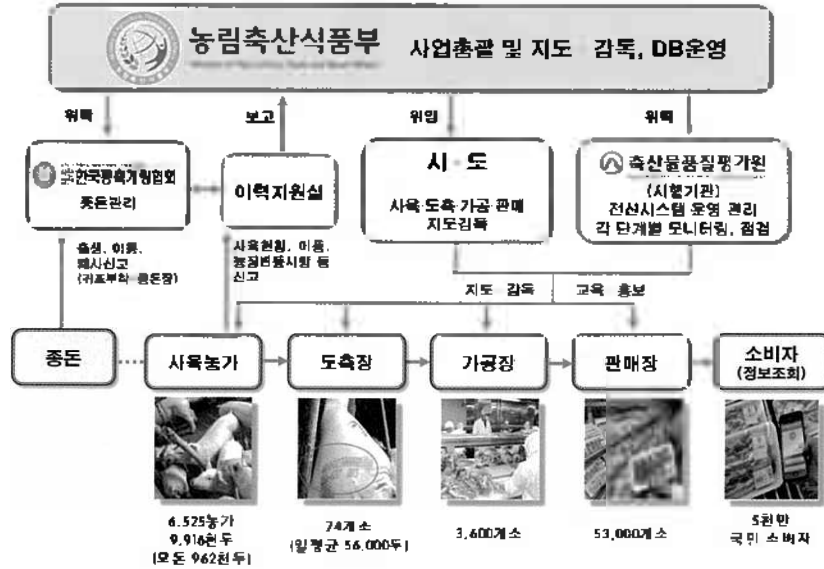 농림축산식품부 사업총괄 및 지도 감독, DB운영
위탁
보고
위임
위탁
한국종축개량협회
종돈관리
이력지원실
시·도
사육·도축·가공·판매
지도감독
축산물품질평가원
(시행기관)
전산시스템 운영 관리
각 단계별 모니터링, 점검
출생, 이동,
폐사신고
(귀표부착 종돈장)
사육현황, 이동,
농장변동사항 등
신고
지도 감독
교육 홍보
종돈
사육농가
도축장
가공장
판매장
소비자
(정보조회)
6.525농가
9.916천두
(모돈 962천두)
74개소
(일평균 56.000두)
3,600개소
53,000개소
5천만
국민 소비자